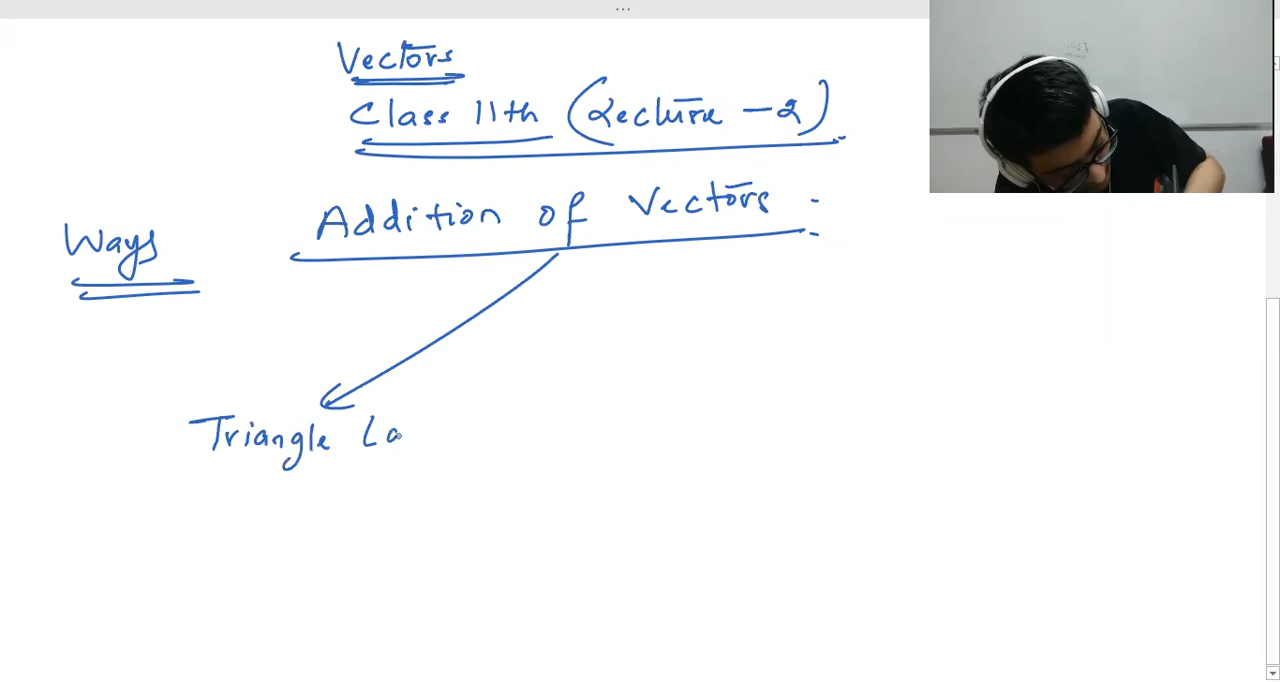 Vectors
Class 11th (Lecture - 2)
Addition of Vectors :
Ways
Triangle La